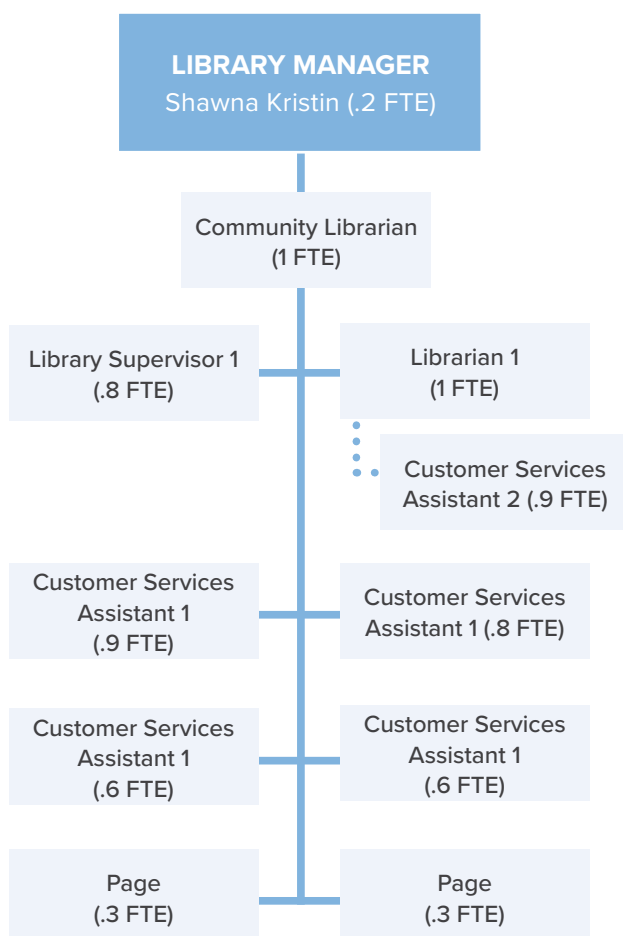 LIBRARY MANAGER
Shawna Kristin (.2 FTE)
Community Librarian
(1 FTE)
Library Supervisor 1
(.8 FTE)
Librarian 1
(1 FTE)
Customer Services
Assistant 2 (.9 FTE)
Customer Services
Assistant 1
(.9 FTE)
Customer Services
Assistant 1 (.8 FTE)
Customer Services
Assistant 1
(.6 FTE)
Customer Services
Assistant 1
(.6 FTE)
Page
(.3 FTE)
Page
(.3 FTE)